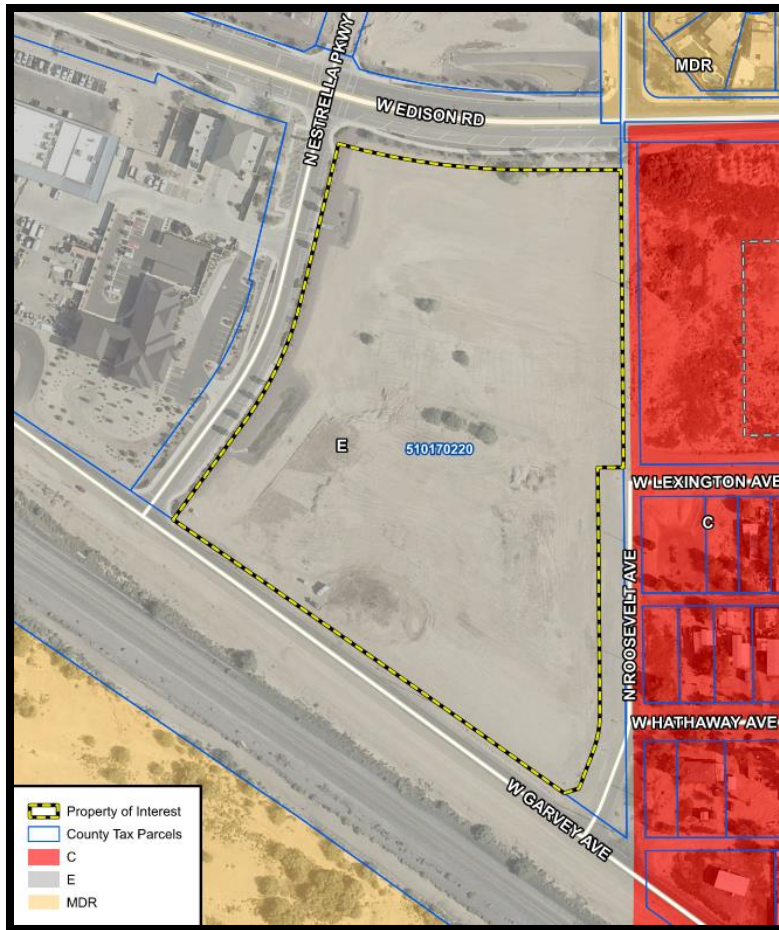 N ESTRELLA PKWY
MDR
W EDISON RD
E
510170220
W LEXINGTON AVE
C
N ROOSEVELT AVE
W HATHAWAY AVE
W GARVEY AVE
Property of Interest
County Tax Parcels
C
E
MDR